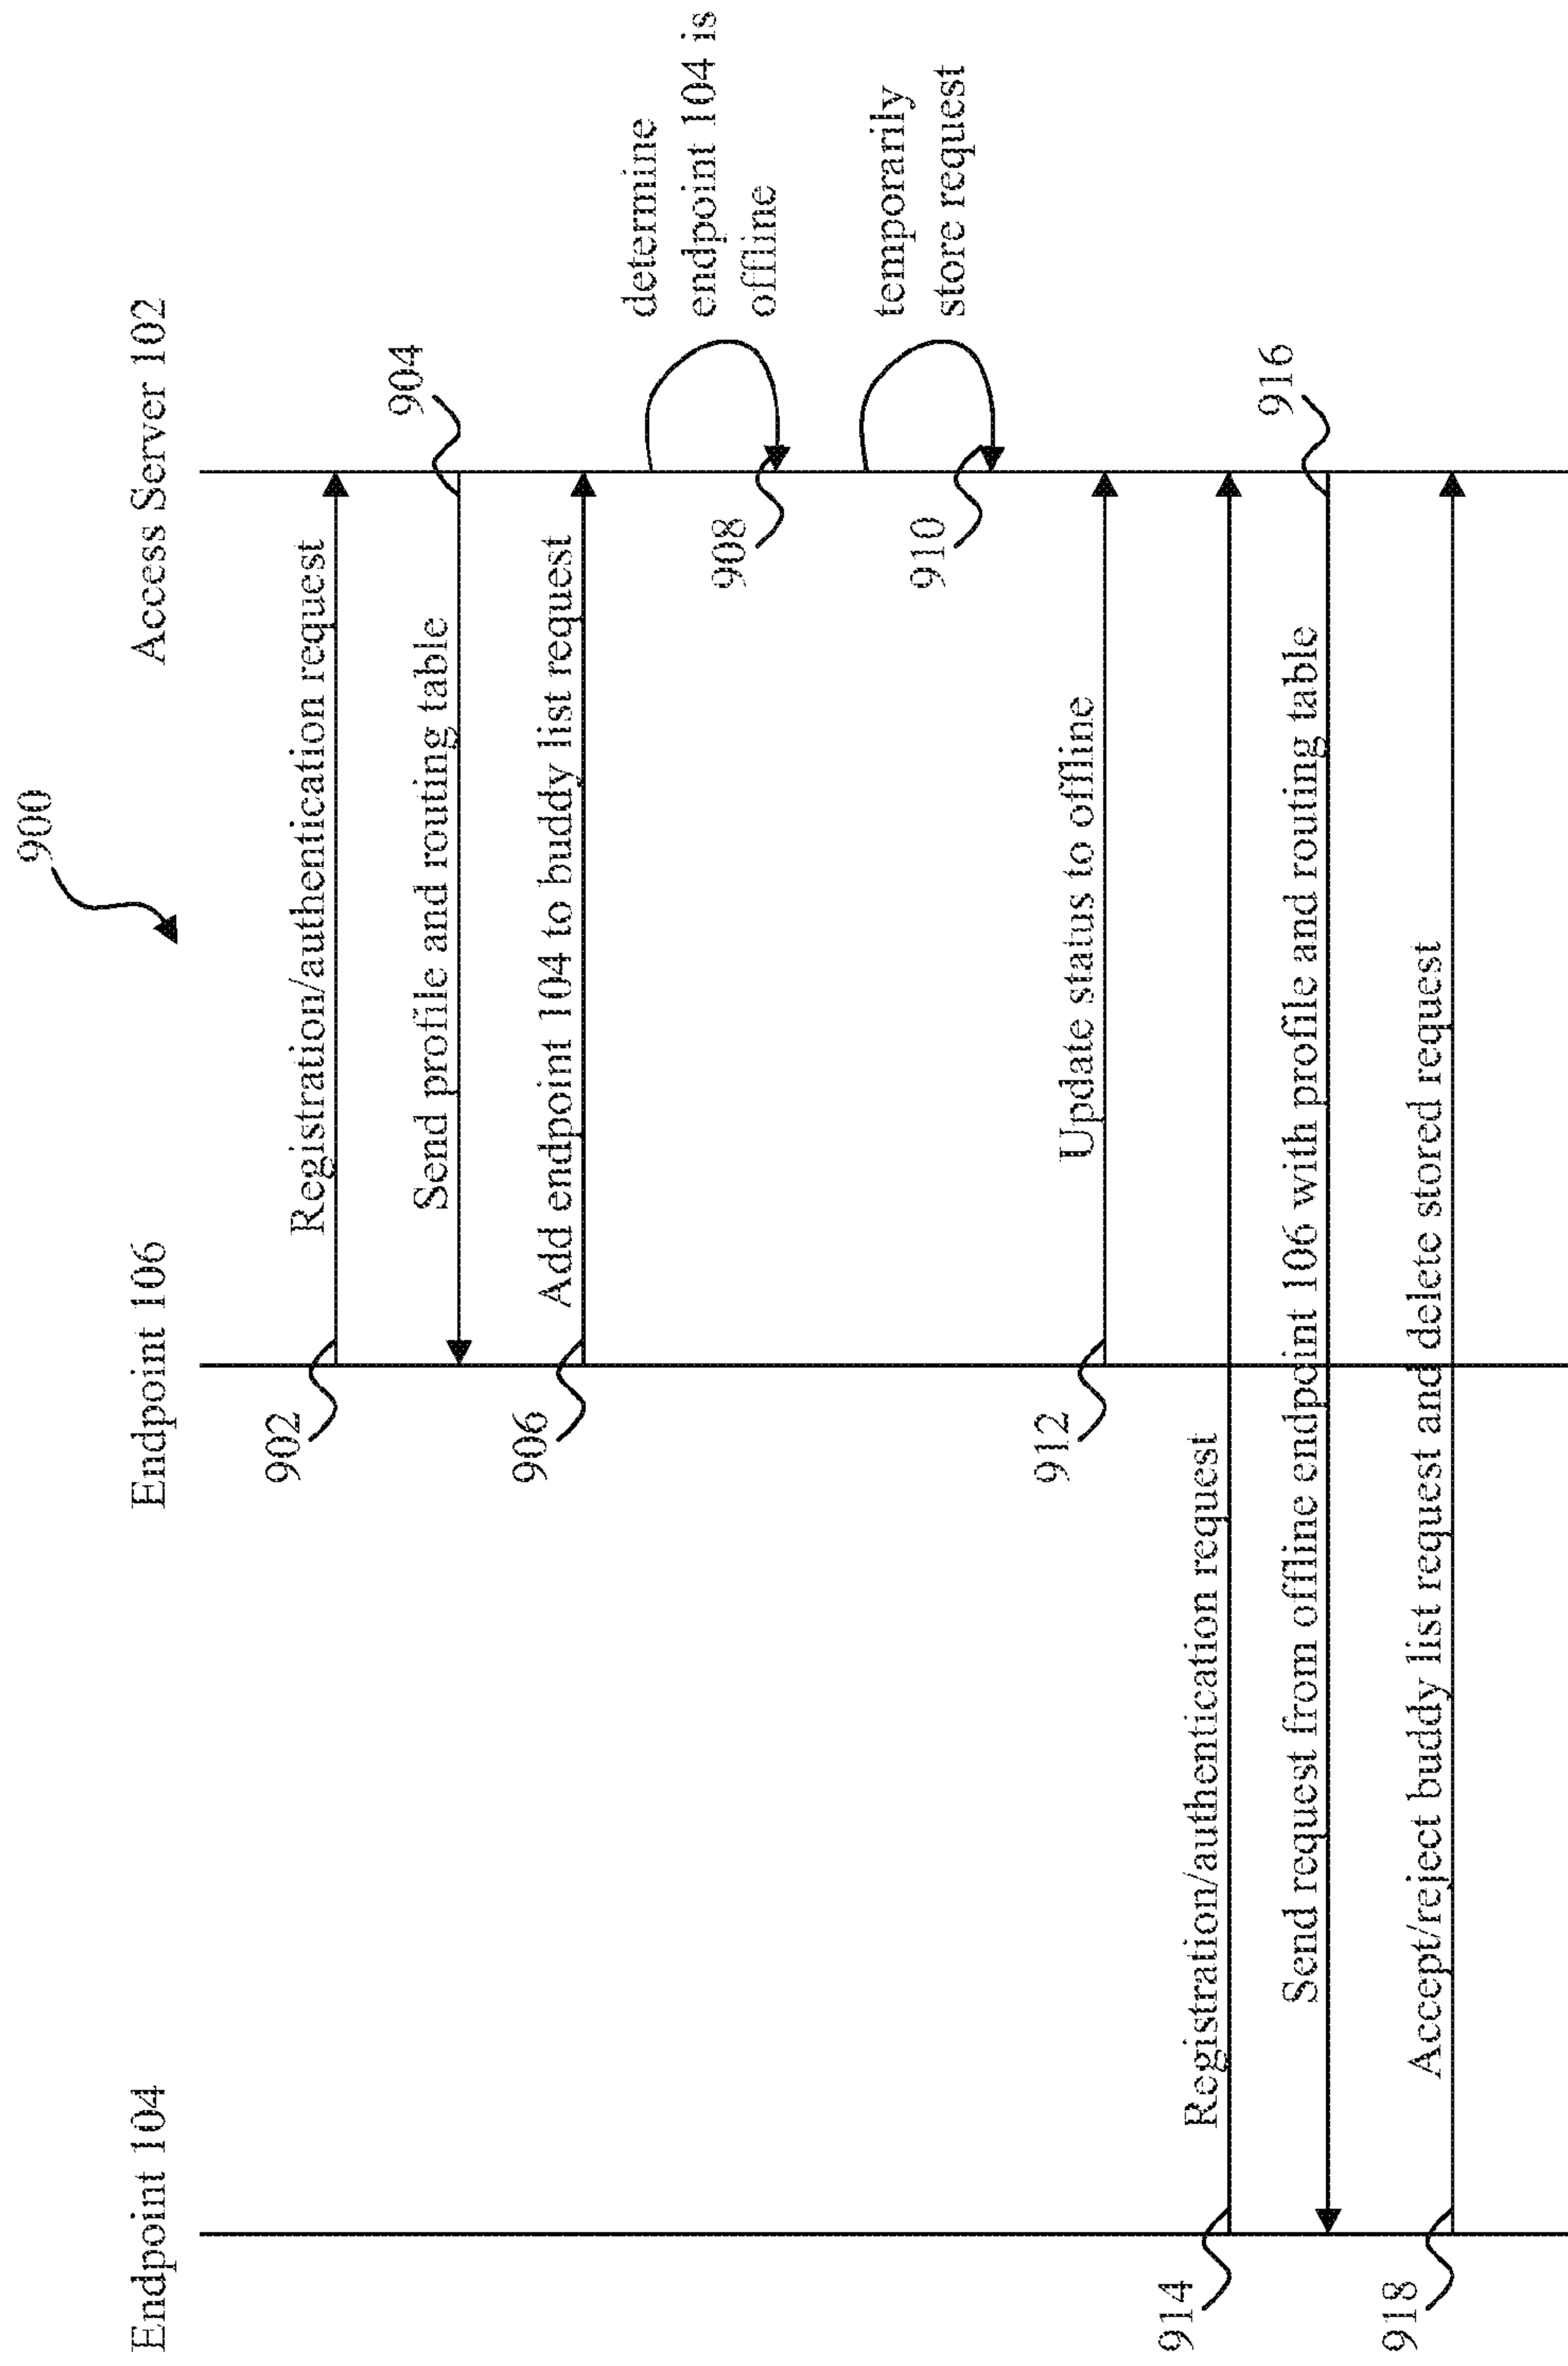 900
Endpoint 104
Endpoint 106
Access Server 102
902
Registration/authentication request
904
Send profile and routing table
906
Add endpoint 104 to buddy list request
determine
endpoint 104 is
offline
908
temporarily
store request
910
912
Update status to offline
914
Registration/authentication request
916
Send request from offline endpoint 106 with profile and routing table
918
Accept/reject buddy list request and delete stored request